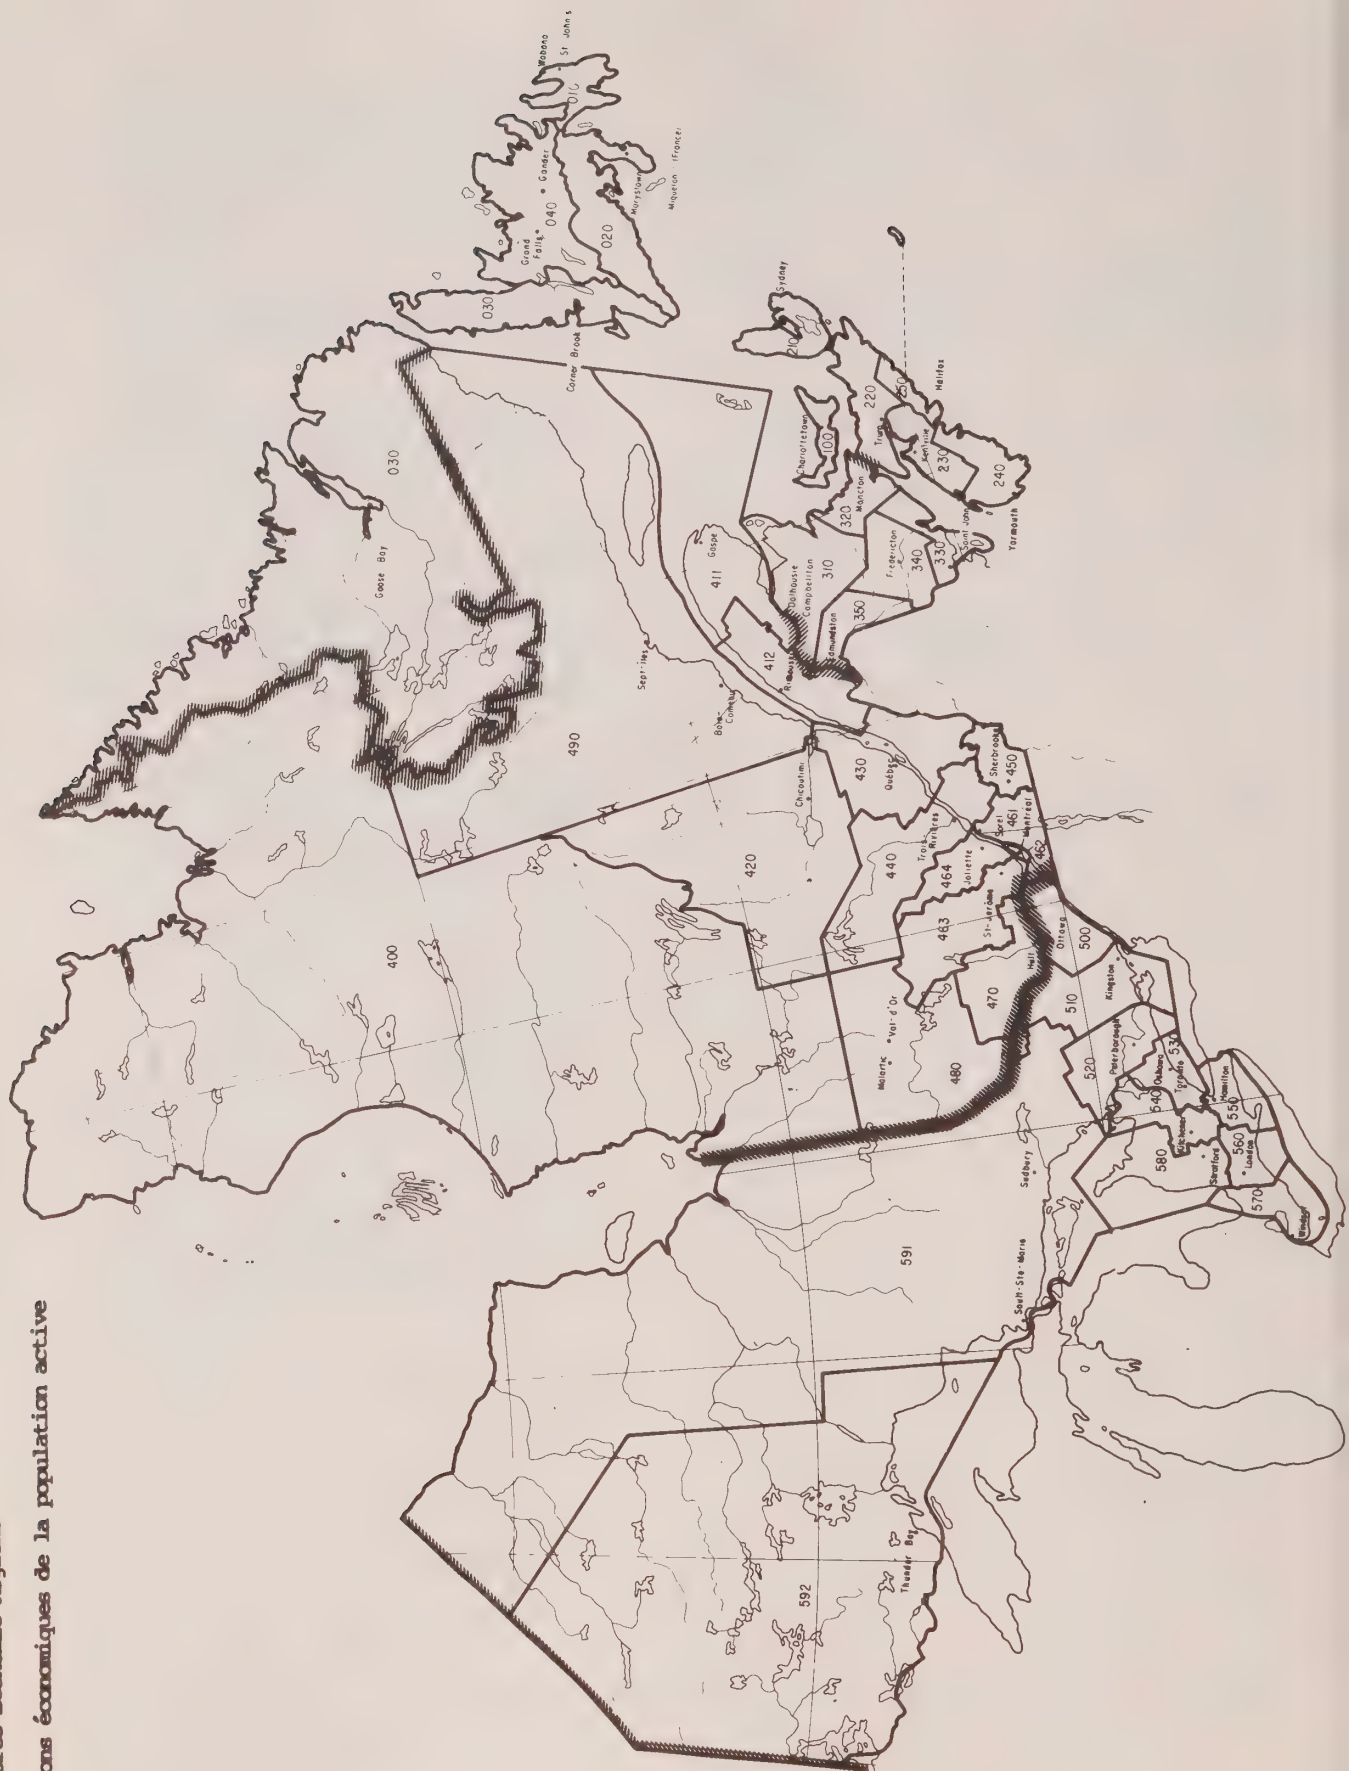 ons économiques de la population active
Wabana
St John's
010
Gander
040
Grand
Falls
020
Marystown
Miquelon (France)
030
Corner Brook
030
Goose Bay
Sydney
210
220
250
Halifax
Truro
Kentville
230
240
Yarmouth
Charlottetown
100
Moncton
320
Saint John
330
Fredericton
340
310
350
Dalhousie
Campbellton
Edmundston
Gaspe
411
412
Rimouski
Sept-Iles
Baie-
Comeau
490
Chicoutimi
430
Québec
420
400
440
Trois
Rivières
Sherbrooke
450
Sorel
461
Montréal
462
464
Joliette
463
St-Jérôme
Hull
470
Ottawa
500
Malartic
Val-d'Or
480
510
Kingston
520
Peterborough
530
Oshawa
Toronto
540
Hamilton
550
Kitchener
560
London
580
Stratford
570
Windsor
Sudbury
591
Sault-Ste-Marie
592
Thunder Bay